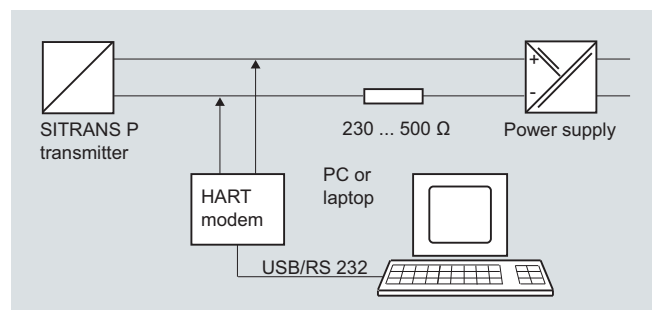 +
-
SITRANS P
transmitter
230 ... 500 Ω
Power supply
HART
modem
PC or
laptop
USB/RS 232